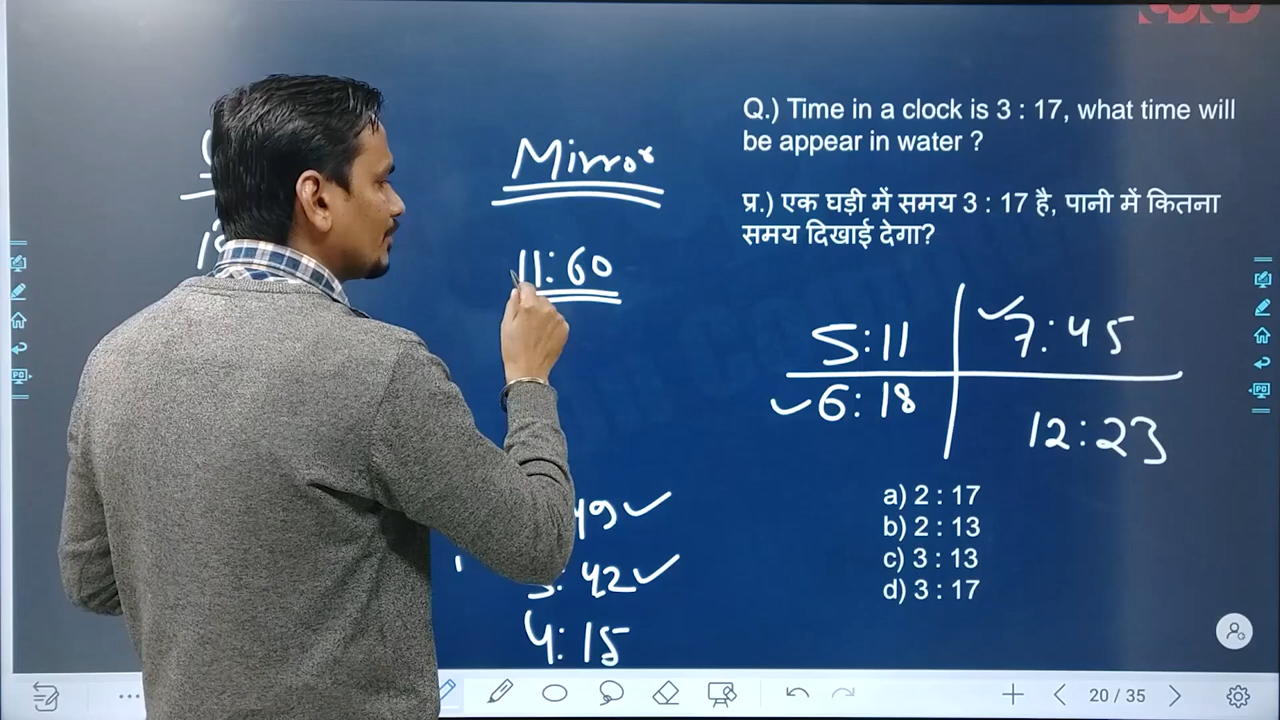 Q.) Time in a clock is 3 : 17, what time will
be appear in water ?
प्र.) एक घड़ी में समय 3 : 17 है, पानी में कितना
समय दिखाई देगा?
Mirror
11:60
49
42
4:15
5:11
7:45
6:18
12:23
a) 2 : 17
b) 2 : 13
c) 3 : 13
d) 3 : 17
20 / 35